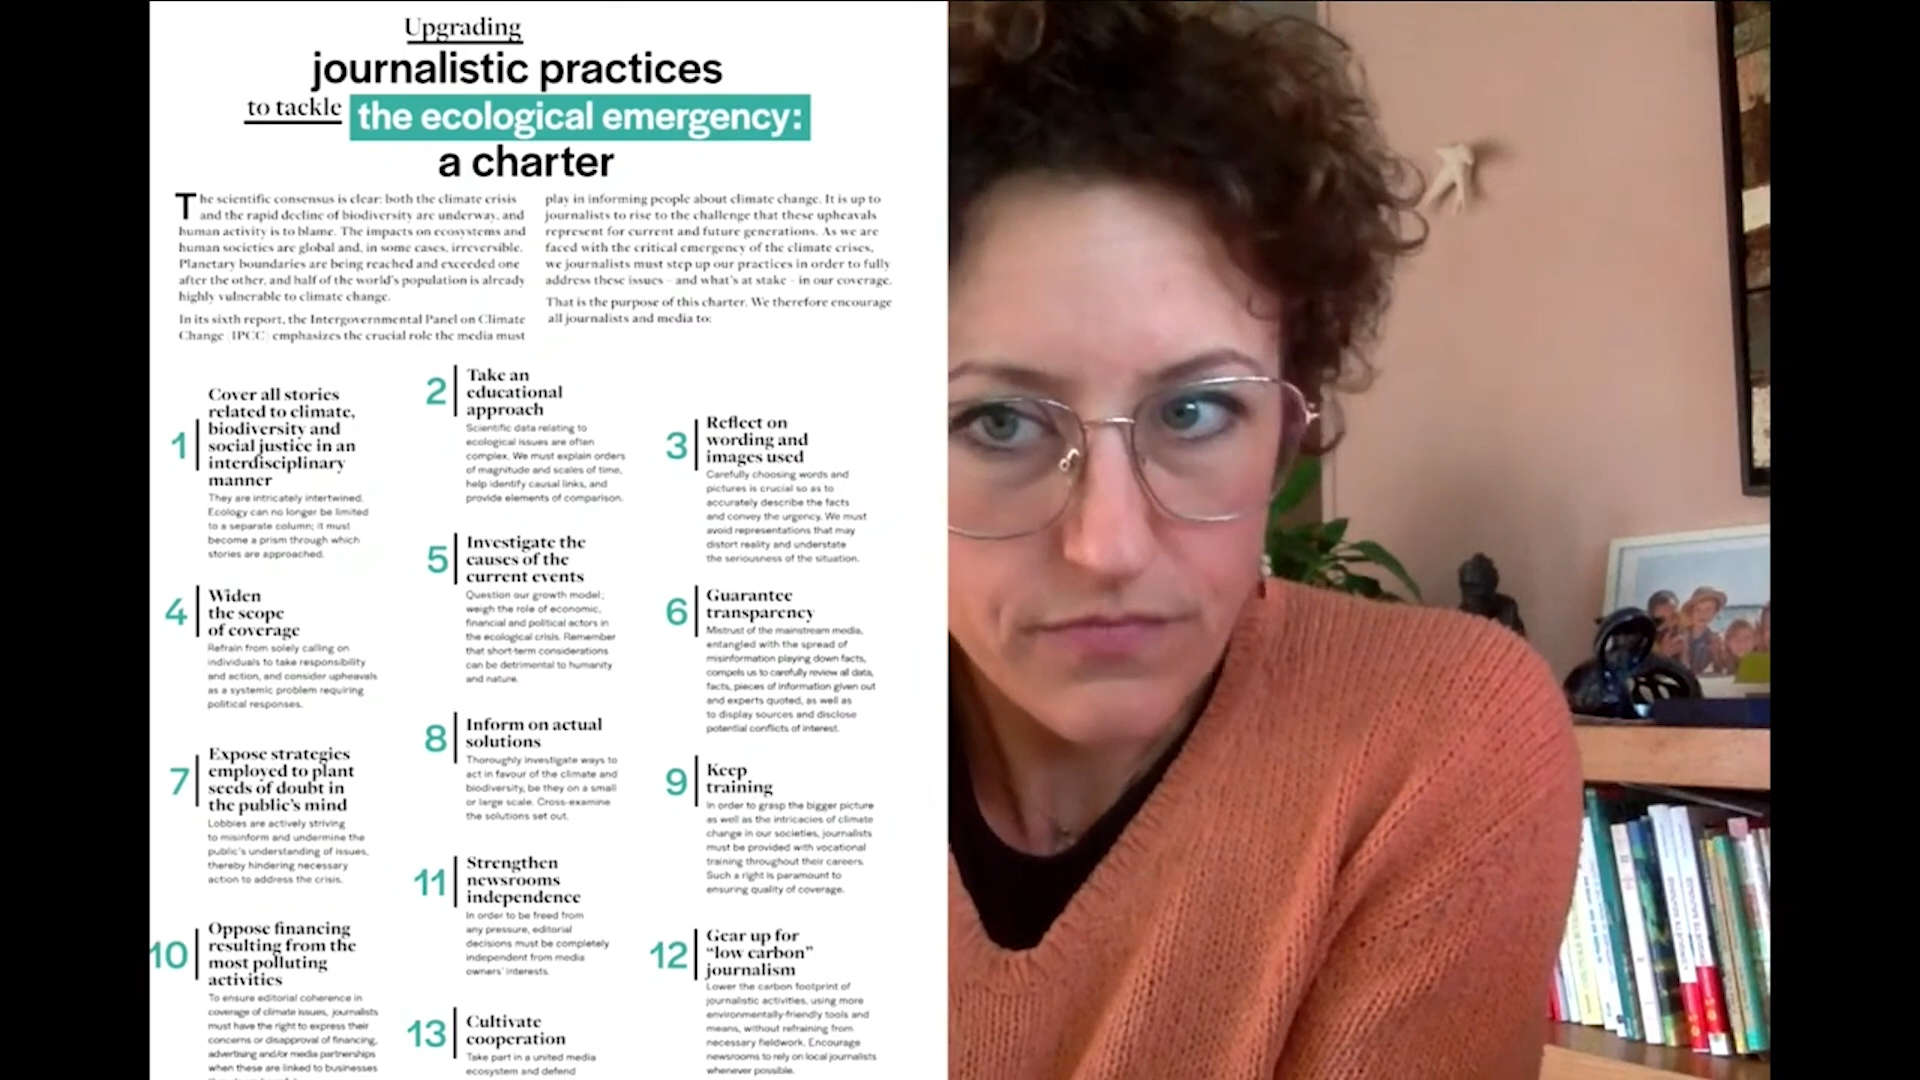 Upgrading
journalistic practices
to tackle the ecological emergency:
a charter
The scientific consensus is clear: both the climate crisis
and the rapid decline of biodiversity are underway, and
human activity is to blame. The impacts on ecosystems and
human societies are global and, in some cases, irreversible.
Planetary boundaries are being reached and exceeded one
after the other, and half of the world's population is already
highly vulnerable to climate change.
In its sixth report, the Intergovernmental Panel on Climate
Change (IPCC) emphasizes the crucial role the media must
play in informing people about climate change. It is up to
journalists to rise to the challenge that these upheavals
represent for current and future generations. As we are
faced with the critical emergency of the climate crises,
we journalists must step up our practices in order to fully
address these issues – and what's at stake – in our coverage.
That is the purpose of this charter. We therefore encourage
all journalists and media to:
1
Cover all stories
related to climate,
biodiversity and
social justice in an
interdisciplinary
manner
They are intricately intertwined.
Ecology can no longer be limited
to a separate column; it must
become a prism through which
stories are approached.
2
Take an
educational
approach
Scientific data relating to
ecological issues are often
complex. We must explain orders
of magnitude and scales of time,
help identify causal links, and
provide elements of comparison.
3
Reflect on
wording and
images used
Carefully choosing words and
pictures is crucial so as to
accurately describe the facts
and convey the urgency. We must
avoid representations that may
distort reality and understate
the seriousness of the situation.
4
Widen
the scope
of coverage
Refrain from solely calling on
individuals to take responsibility
and action, and consider upheavals
as a systemic problem requiring
political responses.
5
Investigate the
causes of the
current events
Question our growth model;
weigh the role of economic,
financial and political actors in
the ecological crisis. Remember
that short-term considerations
can be detrimental to humanity
and nature.
6
Guarantee
transparency
Mistrust of the mainstream media,
entangled with the spread of
misinformation playing down facts,
compels us to carefully review all data,
facts, pieces of information given out
and experts quoted, as well as
to display sources and disclose
potential conflicts of interest.
7
Expose strategies
employed to plant
seeds of doubt in
the public's mind
Lobbies are actively striving
to misinform and undermine the
public's understanding of issues,
thereby hindering necessary
action to address the crisis.
8
Inform on actual
solutions
Thoroughly investigate ways to
act in favour of the climate and
biodiversity, be they on a small
or large scale. Cross-examine
the solutions set out.
9
Keep
training
In order to grasp the bigger picture
as well as the intricacies of climate
change in our societies, journalists
must be provided with vocational
training throughout their careers.
Such a right is paramount to
ensuring quality of coverage.
10
Oppose financing
resulting from the
most polluting
activities
To ensure editorial coherence in
coverage of climate issues, journalists
must have the right to express their
concerns or disapproval of financing,
advertising and/or media partnerships
when these are linked to businesses
11
Strengthen
newsrooms
independence
In order to be freed from
any pressure, editorial
decisions must be completely
independent from media
owners' interests.
12
Gear up for
“low carbon”
journalism
Lower the carbon footprint of
journalistic activities, using more
environmentally-friendly tools and
means, without refraining from
necessary fieldwork. Encourage
newsrooms to rely on local journalists
whenever possible.
13
Cultivate
cooperation
Take part in a united media
ecosystem and defend